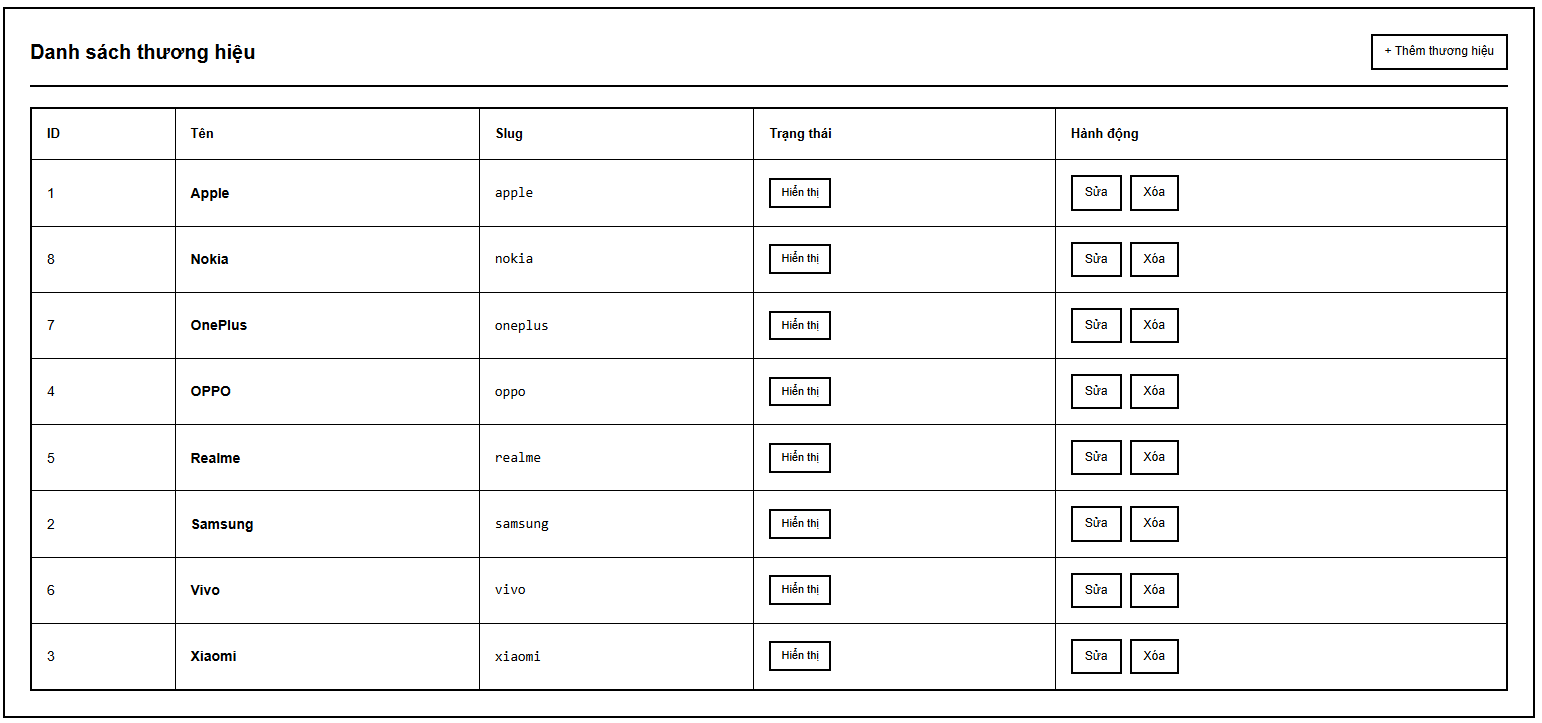 Danh sách thương hiệu + Thêm thương hiệu
ID Tên Slug Trạng thái Hành động
1 Apple apple Hiển thị Sửa Xóa
8 Nokia nokia Hiển thị Sửa Xóa
7 OnePlus oneplus Hiển thị Sửa Xóa
4 OPPO oppo Hiển thị Sửa Xóa
5 Realme realme Hiển thị Sửa Xóa
2 Samsung samsung Hiển thị Sửa Xóa
6 Vivo vivo Hiển thị Sửa Xóa
3 Xiaomi xiaomi Hiển thị Sửa Xóa